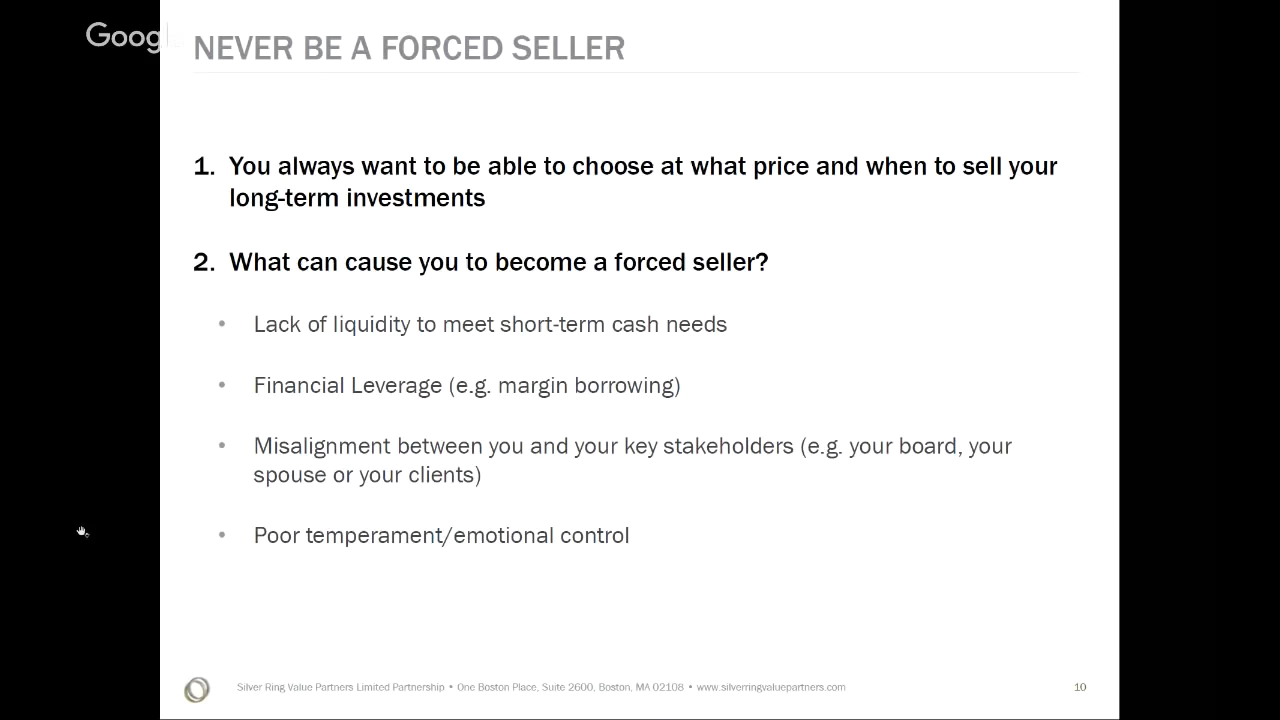 Google
NEVER BE A FORCED SELLER
1. You always want to be able to choose at what price and when to sell your
long-term investments
2. What can cause you to become a forced seller?
• Lack of liquidity to meet short-term cash needs
• Financial Leverage (e.g. margin borrowing)
• Misalignment between you and your key stakeholders (e.g. your board, your
spouse or your clients)
• Poor temperament/emotional control
Silver Ring Value Partners Limited Partnership • One Boston Place, Suite 2600, Boston, MA 02108 • www.silverringvaluepartners.com
10